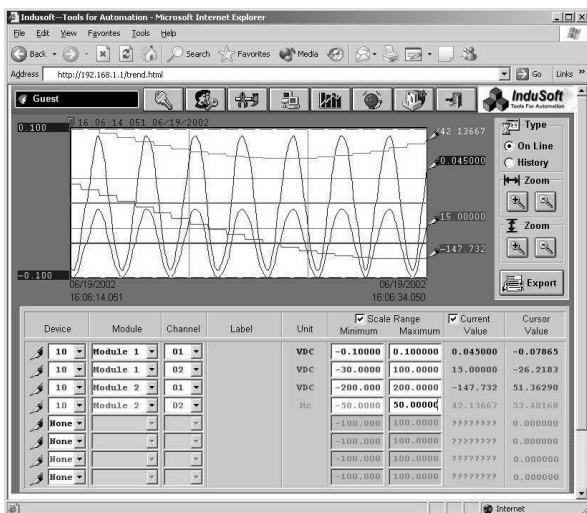 Indusoft--Tools for Automation - Microsoft Internet Explorer
File Edit View Favorites Tools Help
Back Search Favorites Media
Address http://192.168.1.1/trend.html Go Links »
Guest InduSoft
Tools For Automation
16:06:14.051 06/19/2002
0.100
42.13667
0.045000
15.00000
-147.732
-0.100
06/19/2002 06/19/2002
16:06:14.051 16:06:34.050
Type
On Line
History
Zoom
Zoom
Export
Scale Range Current Cursor
Device Module Channel Label Unit Minimum Maximum Value Value
10 Module 1 01 VDC -0.10000 0.100000 0.045000 -0.07865
10 Module 1 02 VDC -30.0000 100.0000 15.00000 -26.2183
10 Module 2 01 VDC -200.000 200.0000 -147.732 51.36290
10 Module 2 02 Hz -50.0000 50.00000 42.13667 53.40168
None -100.000 100.0000 ???????? 0.000000
None -100.000 100.0000 ???????? 0.000000
None -100.000 100.0000 ???????? 0.000000
None -100.000 100.0000 ???????? 0.000000
Internet